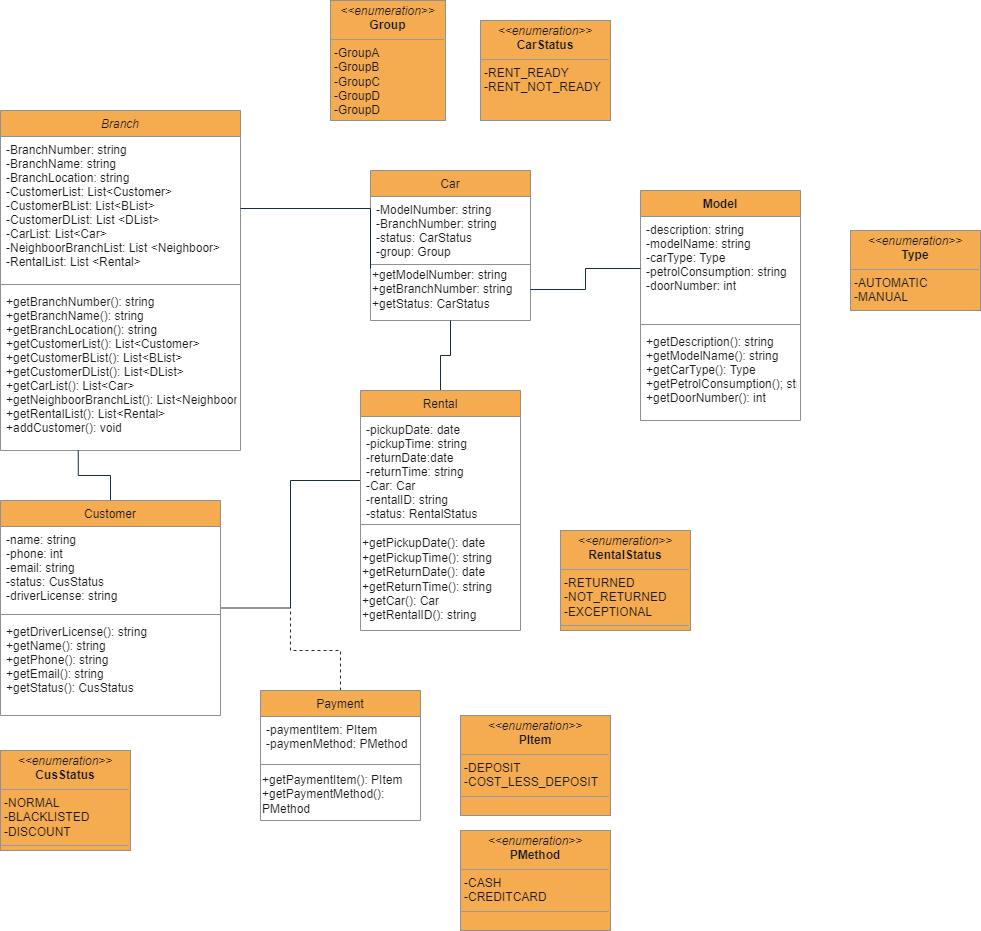 <<enumeration>>
Group
-GroupA
-GroupB
-GroupC
-GroupD
-GroupD
<<enumeration>>
CarStatus
-RENT_READY
-RENT_NOT_READY
Branch
-BranchNumber: string
-BranchName: string
-BranchLocation: string
-CustomerList: List<Customer>
-CustomerBList: List<BList>
-CustomerDList: List <DList>
-CarList: List<Car>
-NeighboorBranchList: List <Neighboor>
-RentalList: List <Rental>
+getBranchNumber(): string
+getBranchName(): string
+getBranchLocation(): string
+getCustomerList(): List<Customer>
+getCustomerBList(): List<BList>
+getCustomerDList(): List<DList>
+getCarList(): List<Car>
+getNeighboorBranchList(): List<Neighboor
+getRentalList(): List<Rental>
+addCustomer(): void
Car
-ModelNumber: string
-BranchNumber: string
-status: CarStatus
-group: Group
+getModelNumber: string
+getBranchNumber: string
+getStatus: CarStatus
Model
-description: string
-modelName: string
-carType: Type
-petrolConsumption: string
-doorNumber: int
+getDescription(): string
+getModelName(): string
+getCarType(): Type
+getPetrolConsumption(); st
+getDoorNumber(): int
<<enumeration>>
Type
-AUTOMATIC
-MANUAL
Rental
-pickupDate: date
-pickupTime: string
-returnDate:date
-returnTime: string
-Car: Car
-rentalID: string
-status: RentalStatus
+getPickupDate(): date
+getPickupTime(): string
+getReturnDate(): date
+getReturnTime(): string
+getCar(): Car
+getRentalID(): string
Customer
-name: string
-phone: int
-email: string
-status: CusStatus
-driverLicense: string
+getDriverLicense(): string
+getName(): string
+getPhone(): string
+getEmail(): string
+getStatus(): CusStatus
<<enumeration>>
RentalStatus
-RETURNED
-NOT_RETURNED
-EXCEPTIONAL
Payment
-paymentItem: PItem
-paymenMethod: PMethod
+getPaymentItem(): PItem
+getPaymentMethod():
PMethod
<<enumeration>>
PItem
-DEPOSIT
-COST_LESS_DEPOSIT
<<enumeration>>
CusStatus
-NORMAL
-BLACKLISTED
-DISCOUNT
<<enumeration>>
PMethod
-CASH
-CREDITCARD